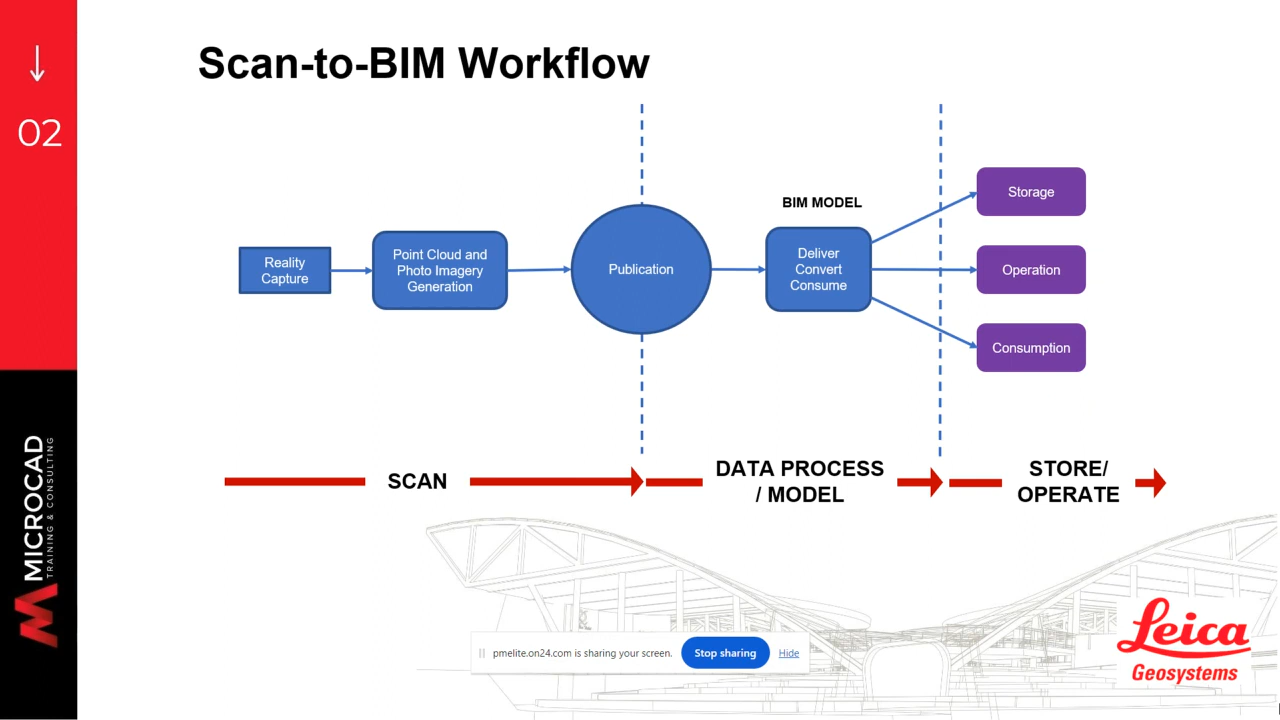 02
MICROCAD
TRAINING & CONSULTING
Scan-to-BIM Workflow
Reality
Capture
Point Cloud and
Photo Imagery
Generation
Publication
BIM MODEL
Deliver
Convert
Consume
Storage
Operation
Consumption
SCAN
DATA PROCESS
/ MODEL
STORE/
OPERATE
pmelite.on24.com is sharing your screen.
Stop sharing
Hide
Leica
Geosystems